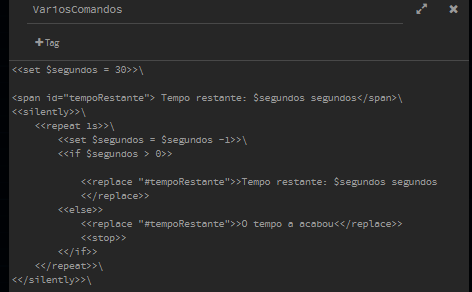 VariosComandos
+Tag
<<set $segundos = 30>>\
<span id="tempoRestante"> Tempo restante: $segundos segundos</span>\
<<silently>>\
<<repeat 1s>>\
<<set $segundos = $segundos -1>>\
<<if $segundos > 0>>
<<replace "#tempoRestante">>Tempo restante: $segundos segundos
<</replace>>
<<else>>
<<replace "#tempoRestante">>O tempo a acabou<</replace>>
<<stop>>
<</if>>
<</repeat>>\
<</silently>>\